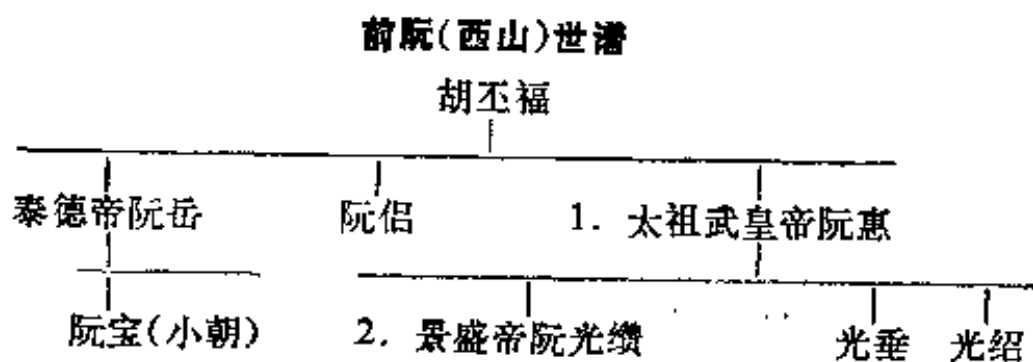 前阮(西山)世谱
胡丕福
泰德帝阮岳 阮侣 1. 太祖武皇帝阮惠
阮宝(小朝) 2. 景盛帝阮光缵 光垂 光绍